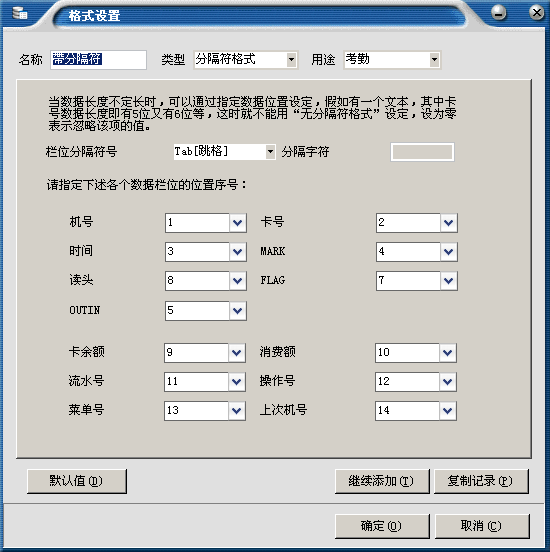 格式设置
名称 带分隔符 类型 分隔符格式 用途 考勤
当数据长度不定长时，可以通过指定数据位置设定，假如有一个文本，其中卡
号数据长度即有5位又有6位等，这时就不能用“无分隔符格式”设定，设为零
表示忽略该项的值。
栏位分隔符号 Tab[跳格] 分隔字符
请指定下述各个数据栏位的位置序号：
机号 1 卡号 2
时间 3 MARK 4
读头 8 FLAG 7
OUTIN 5
卡余额 9 消费额 10
流水号 11 操作号 12
菜单号 13 上次机号 14
默认值(D) 继续添加(T) 复制记录(P)
确定(O) 取消(C)